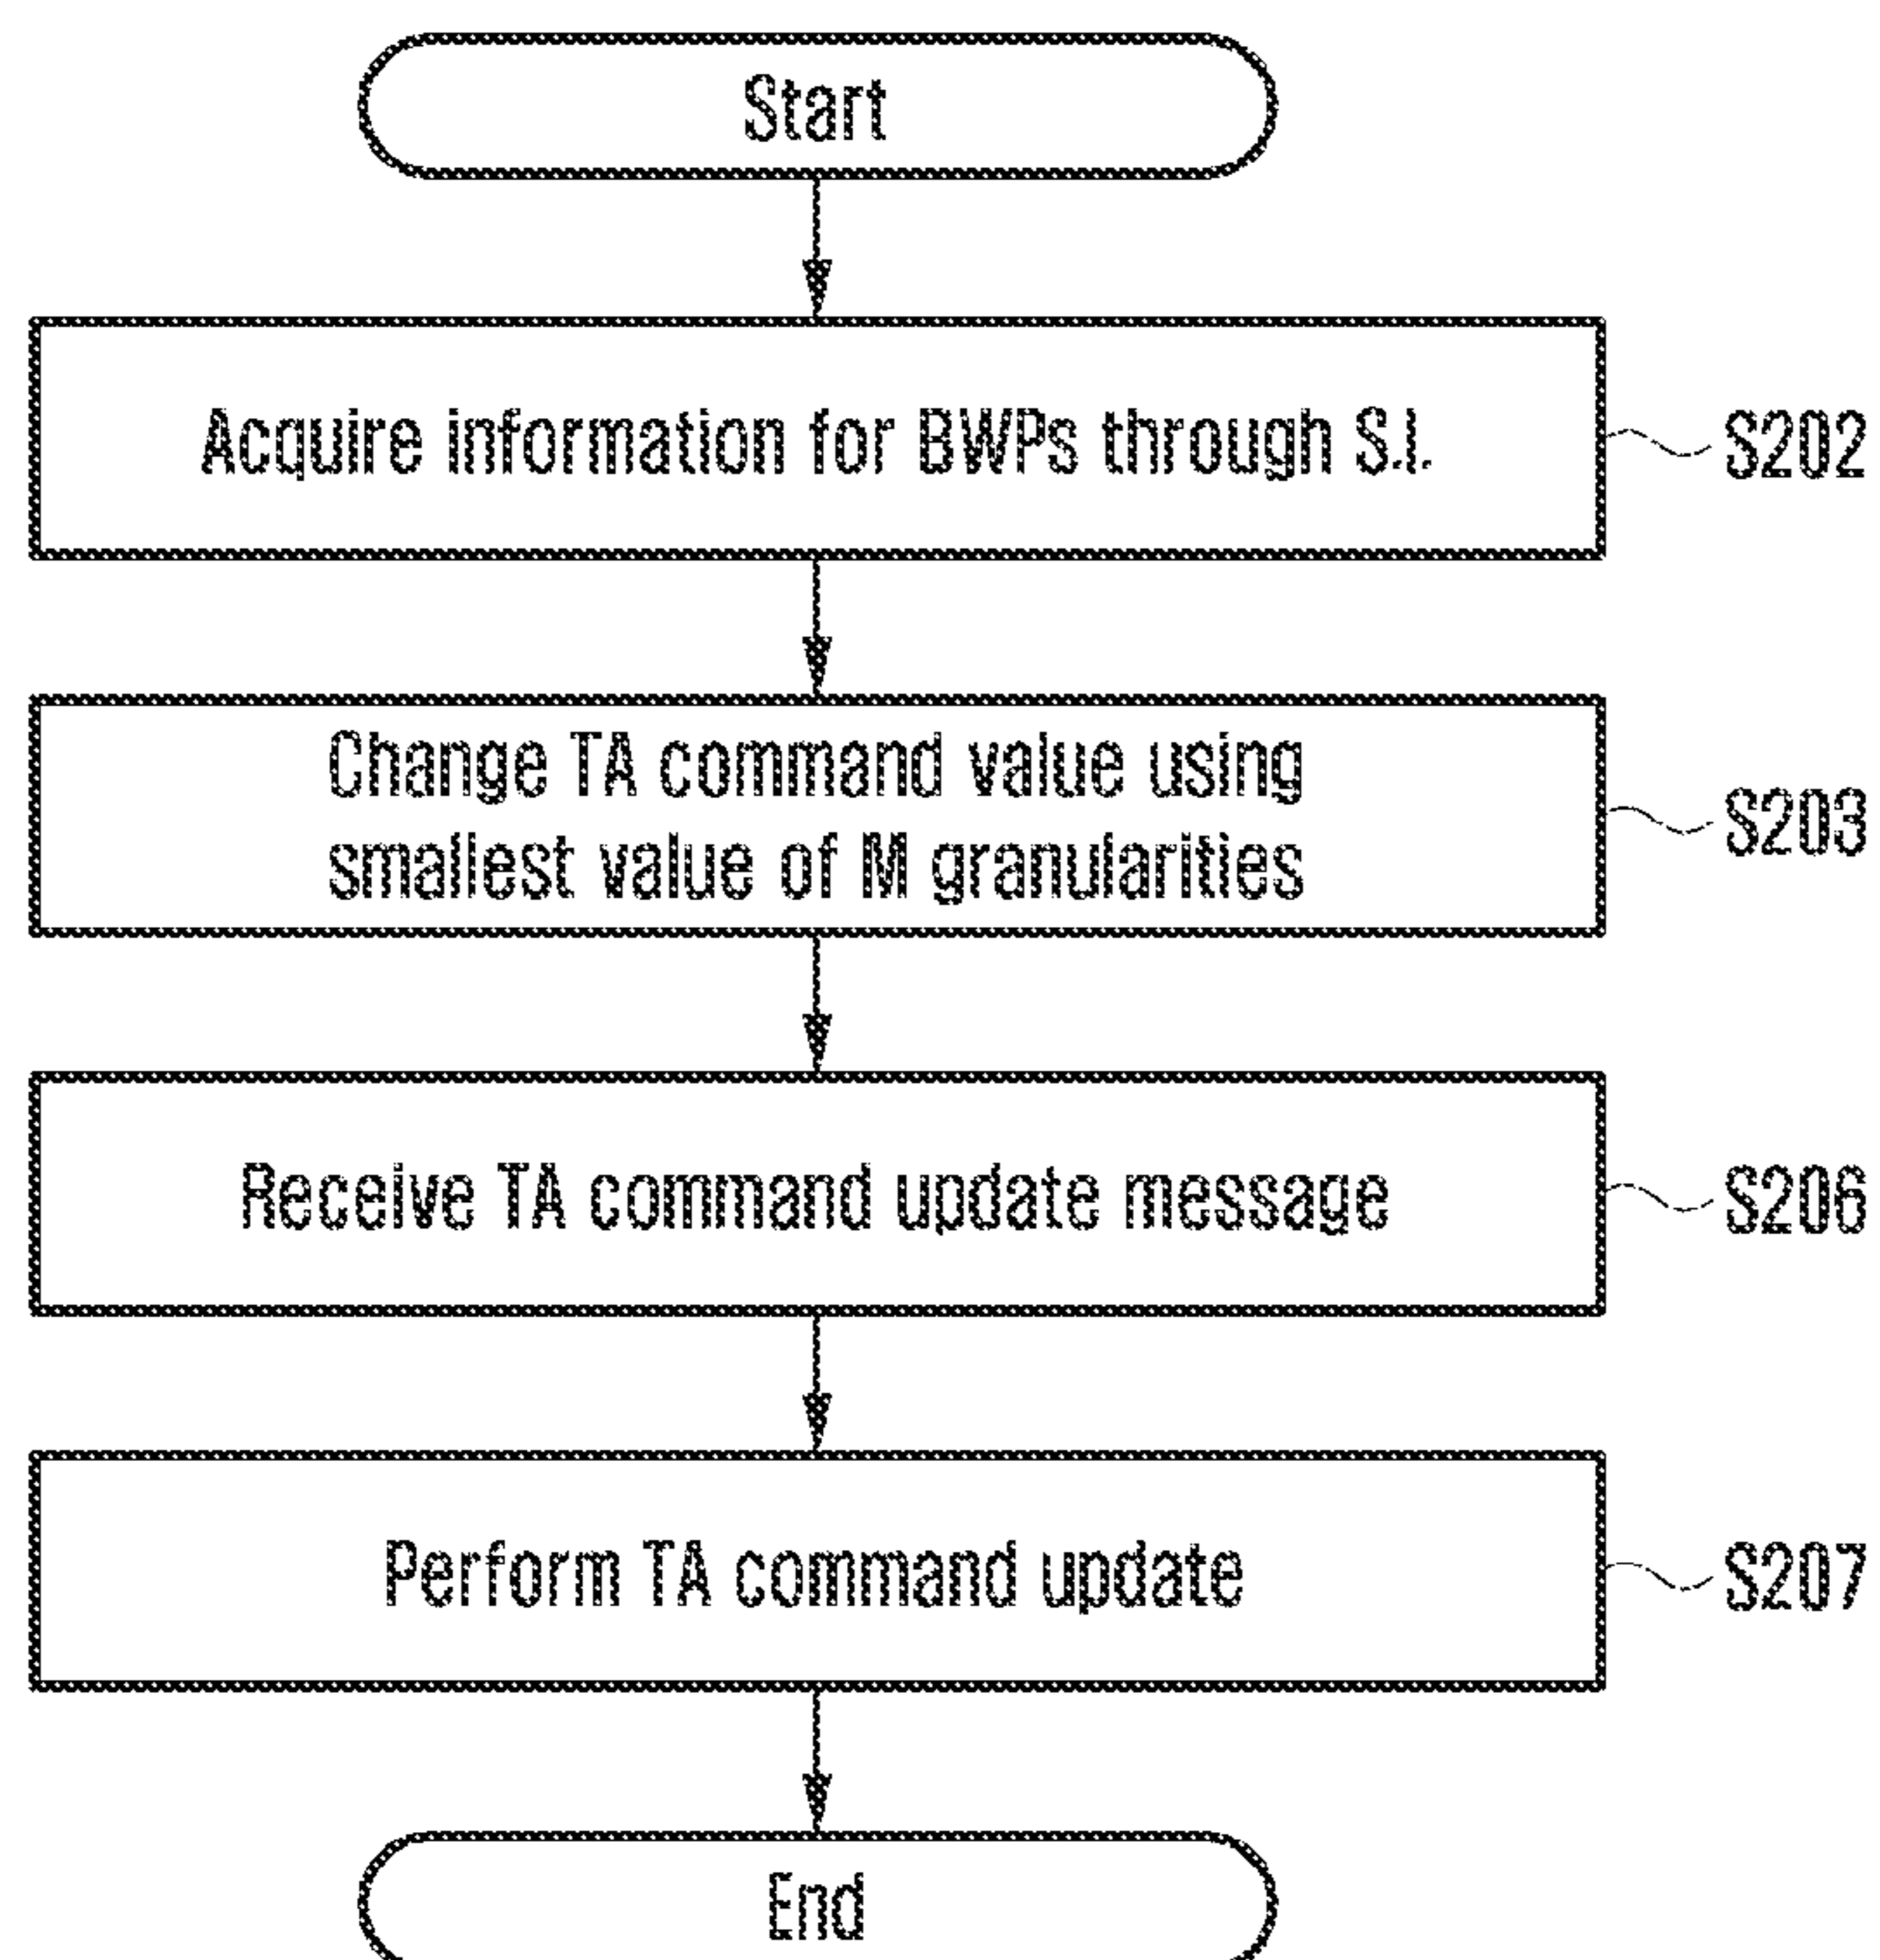 Start
Acquire information for BWPs through S.I.
S202
Change TA command value using
smallest value of M granularities
S203
Receive TA command update message
S206
Perform TA command update
S207
End